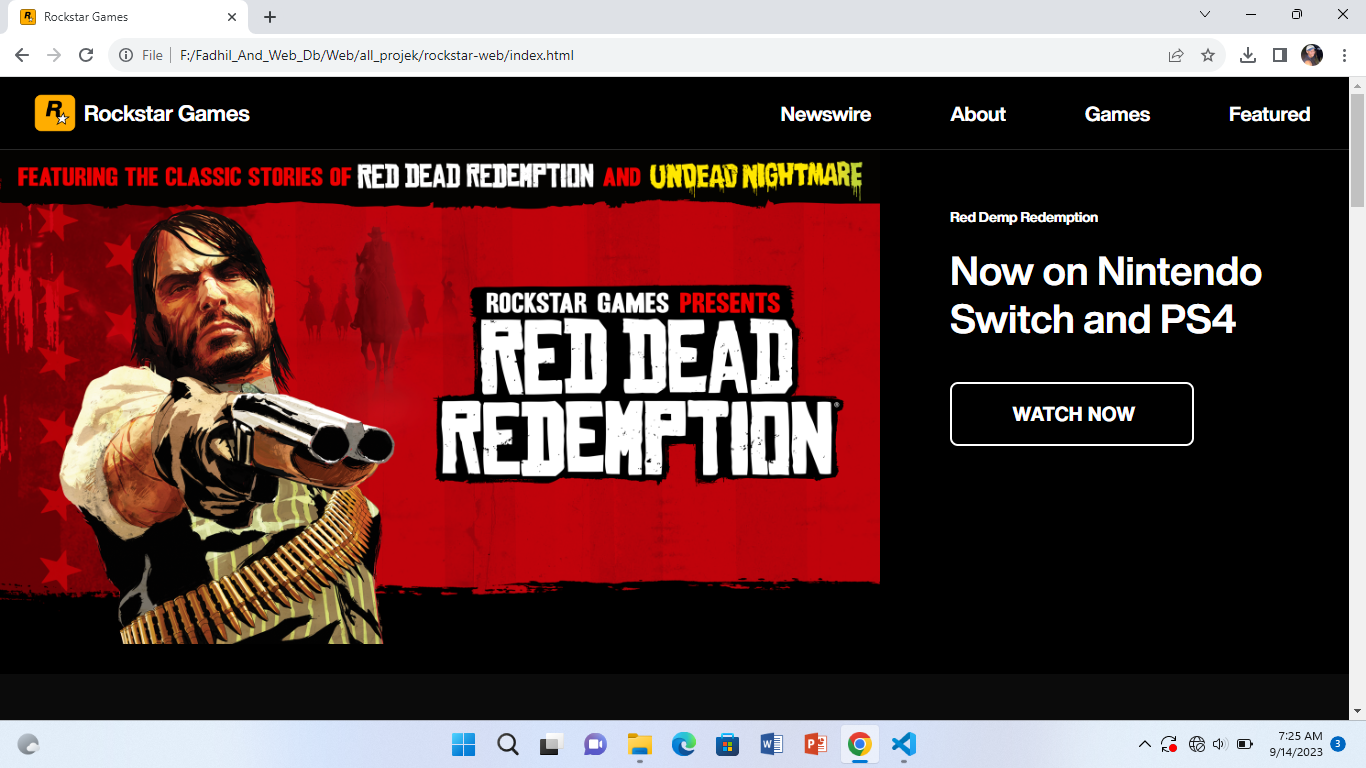 Rockstar Games
File
F:/Fadhil_And_Web_Db/Web/all_projek/rockstar-web/index.html
R
Rockstar Games
Newswire
About
Games
Featured
FEATURING THE CLASSIC STORIES OF RED DEAD REDEMPTION AND UNDEAD NIGHTMARE
Red Demp Redemption
Now on Nintendo
Switch and PS4
WATCH NOW
ROCKSTAR GAMES PRESENTS
RED DEAD
REDEMPTION®
7:25 AM
9/14/2023
3